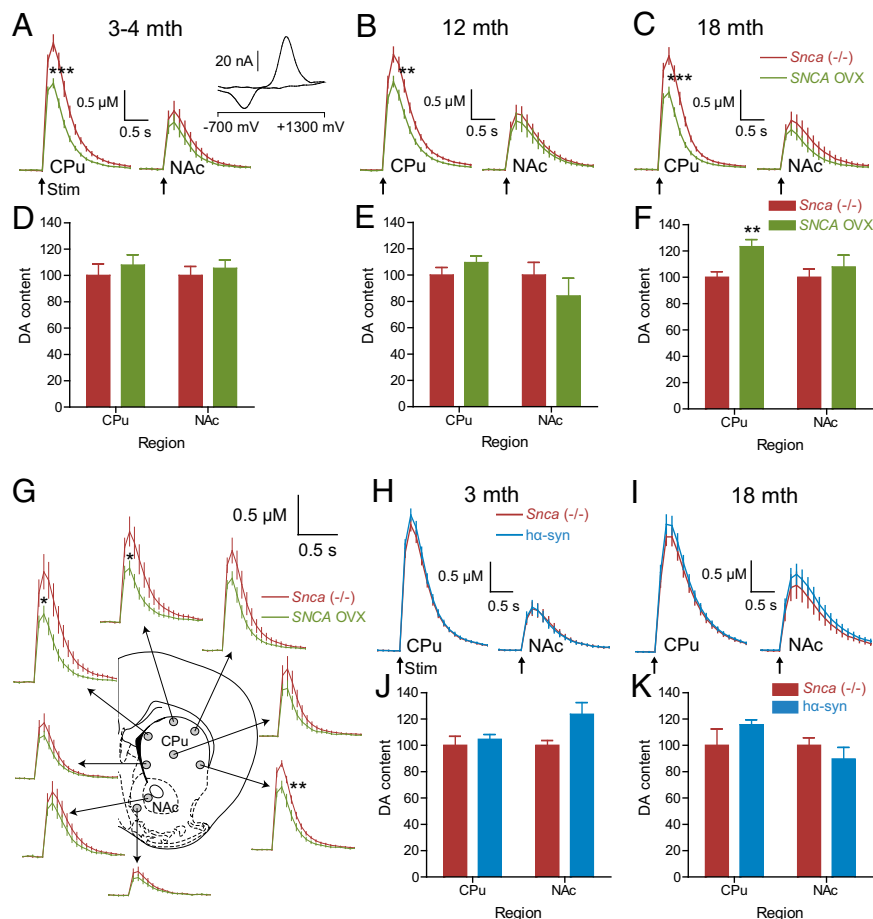 A 3-4 mth
20 nA
***
0.5 µM
0.5 s
-700 mV +1300 mV
CPu NAc
Stim
B 12 mth
**
0.5 µM
0.5 s
CPu NAc
C 18 mth
Snca (-/-)
SNCA OVX
***
0.5 µM
0.5 s
CPu NAc
D
DA content
140
120
100
80
60
40
20
0
CPu NAc
Region
E
DA content
140
120
100
80
60
40
20
0
CPu NAc
Region
F
Snca (-/-)
SNCA OVX
**
DA content
140
120
100
80
60
40
20
0
CPu NAc
Region
G
0.5 µM
0.5 s
Snca (-/-)
SNCA OVX
*
*
CPu
NAc
**
H 3 mth
Snca (-/-)
hα-syn
0.5 µM
0.5 s
CPu NAc
Stim
I 18 mth
0.5 µM
0.5 s
CPu NAc
J
DA content
140
120
100
80
60
40
20
0
CPu NAc
Region
K
Snca (-/-)
hα-syn
DA content
140
120
100
80
60
40
20
0
CPu NAc
Region